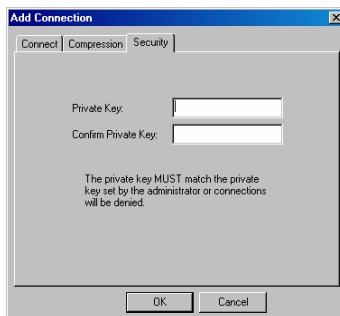 Add Connection
Connect Compression Security
Private Key:
Confirm Private Key:
The private key MUST match the private
key set by the administrator or connections
will be denied.
OK Cancel